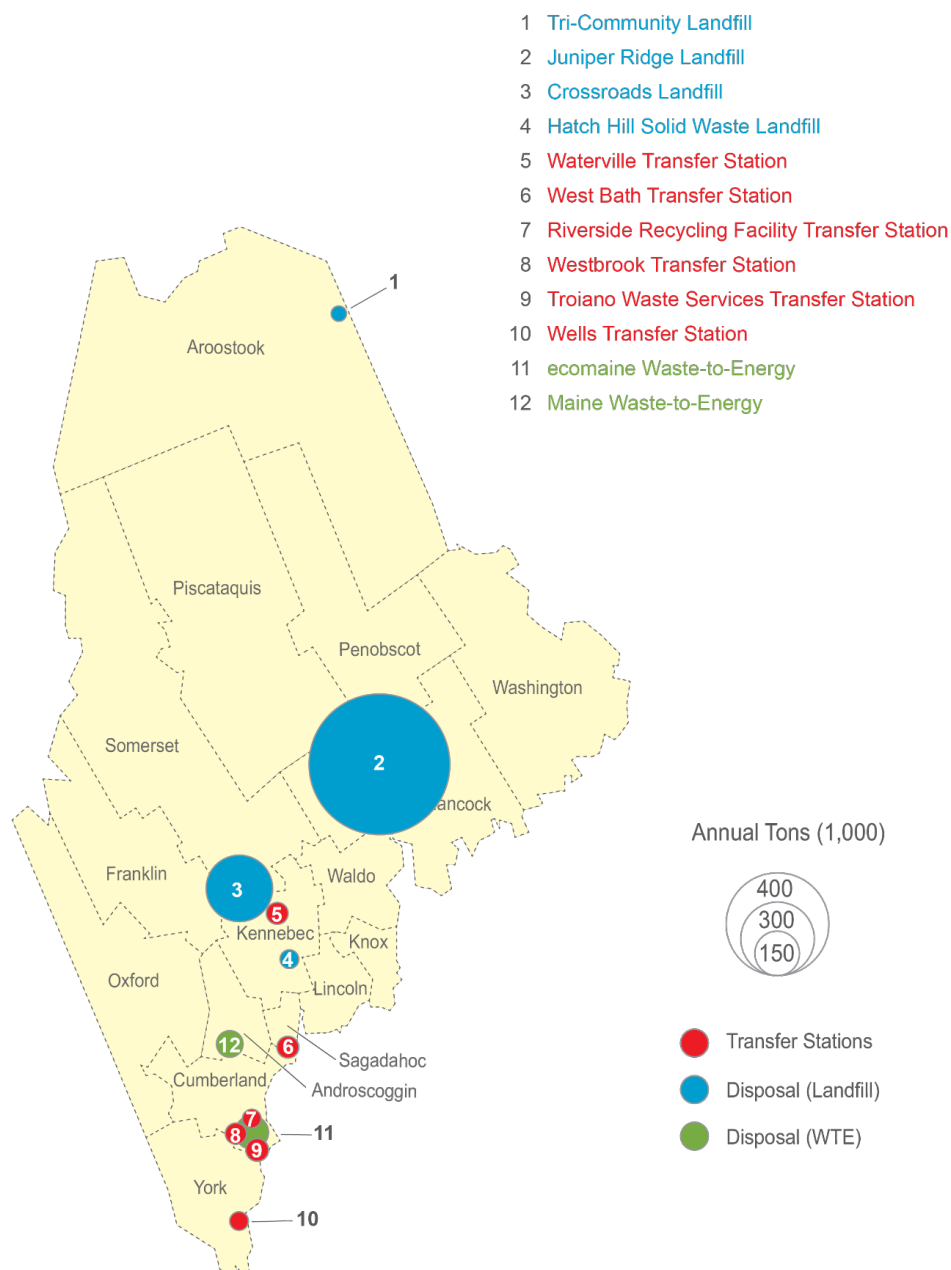 1 Tri-Community Landfill
2 Juniper Ridge Landfill
3 Crossroads Landfill
4 Hatch Hill Solid Waste Landfill
5 Waterville Transfer Station
6 West Bath Transfer Station
7 Riverside Recycling Facility Transfer Station
8 Westbrook Transfer Station
9 Troiano Waste Services Transfer Station
10 Wells Transfer Station
11 ecomaine Waste-to-Energy
12 Maine Waste-to-Energy
1
Aroostook
Piscataquis
Penobscot
Washington
Somerset
2
ancock
Franklin
3
Waldo
5
Kennebec
Knox
4
Oxford
Lincoln
12
6
Sagadahoc
Cumberland
Androscoggin
7
8
11
9
York
10
Annual Tons (1,000)
400
300
150
Transfer Stations
Disposal (Landfill)
Disposal (WTE)